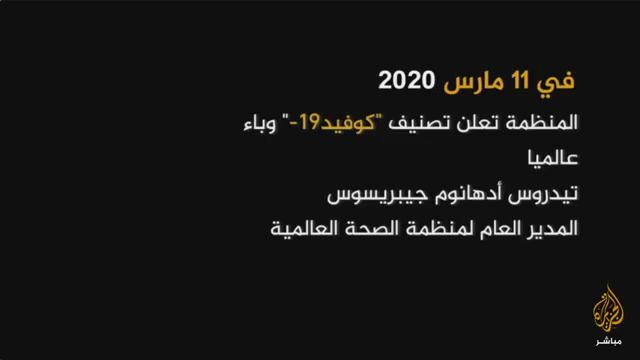 في 11 مارس 2020
المنظمة تعلن تصنيف "كوفيد19-" وباء
عالميا
تيدروس أدهانوم جيبريسوس
المدير العام لمنظمة الصحة العالمية
الجزيرة
مباشر